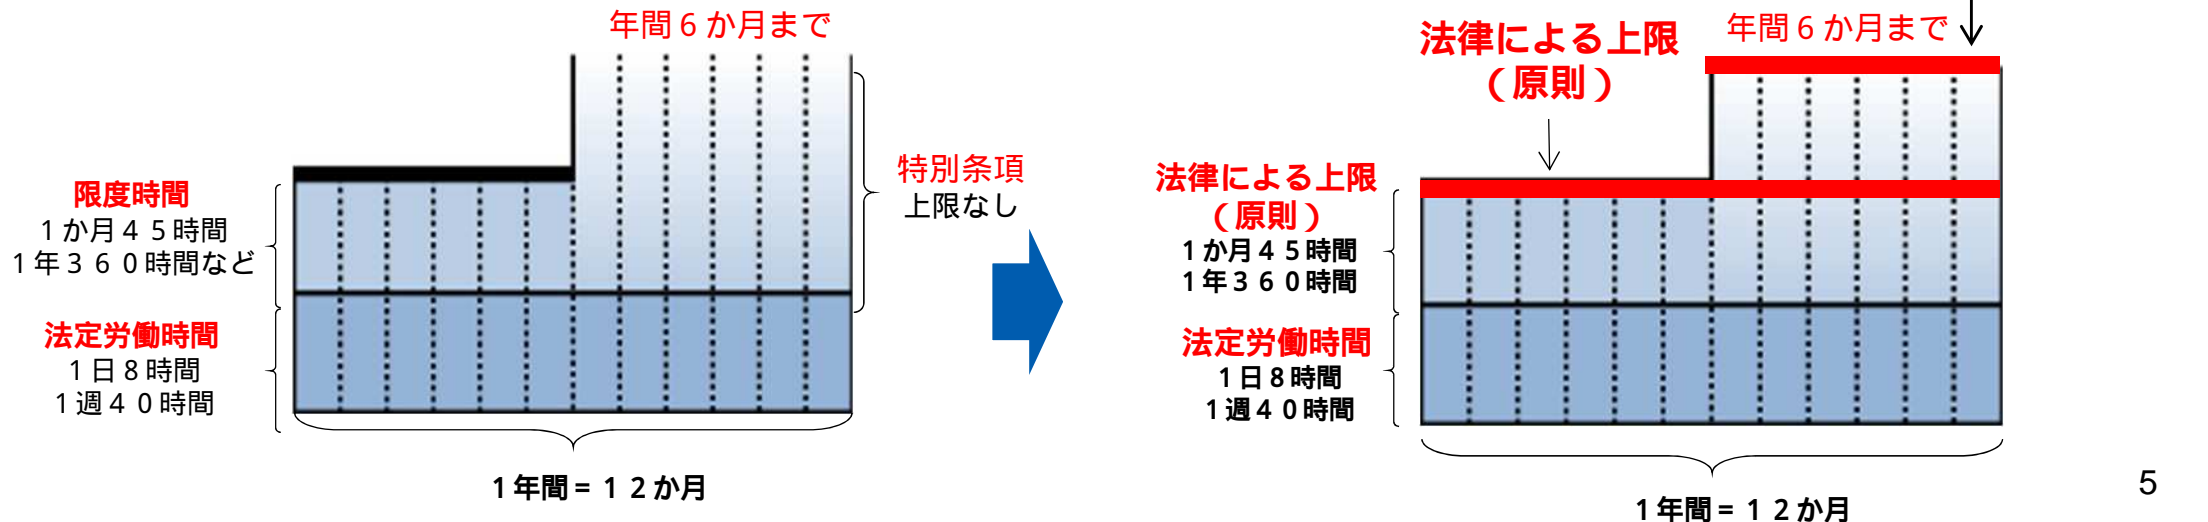 年間６か月まで
限度時間
１か月４５時間
１年３６０時間など
法定労働時間
１日８時間
１週４０時間
特別条項
上限なし
１年間＝１２か月
法律による上限
（原則）
年間６か月まで
法律による上限
（原則）
１か月４５時間
１年３６０時間
法定労働時間
１日８時間
１週４０時間
１年間＝１２か月
5